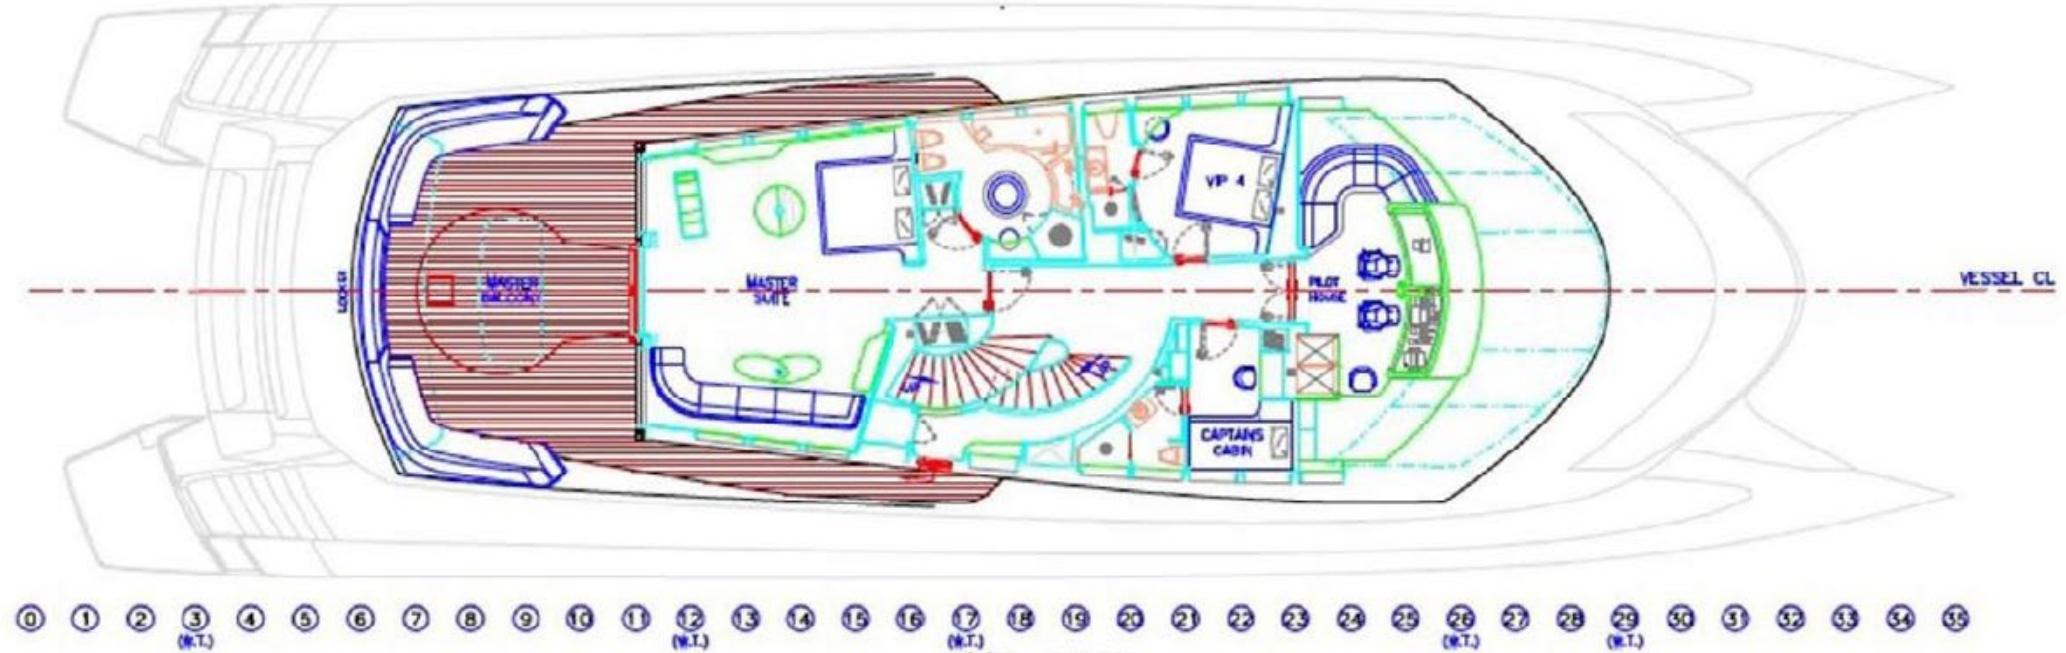 VIP 4
VESSEL CL
LOCKER
MASTER
BALCONY
MASTER
SUITE
PILOT
HOUSE
UP
CAPTAINS
CABIN
0 1 2 3 4 5 6 7 8 9 10 11 12 13 14 15 16 17 18 19 20 21 22 23 24 25 26 27 28 29 30 31 32 33 34 35
(W.T.) (W.T.) (W.T.) (W.T.) (W.T.)